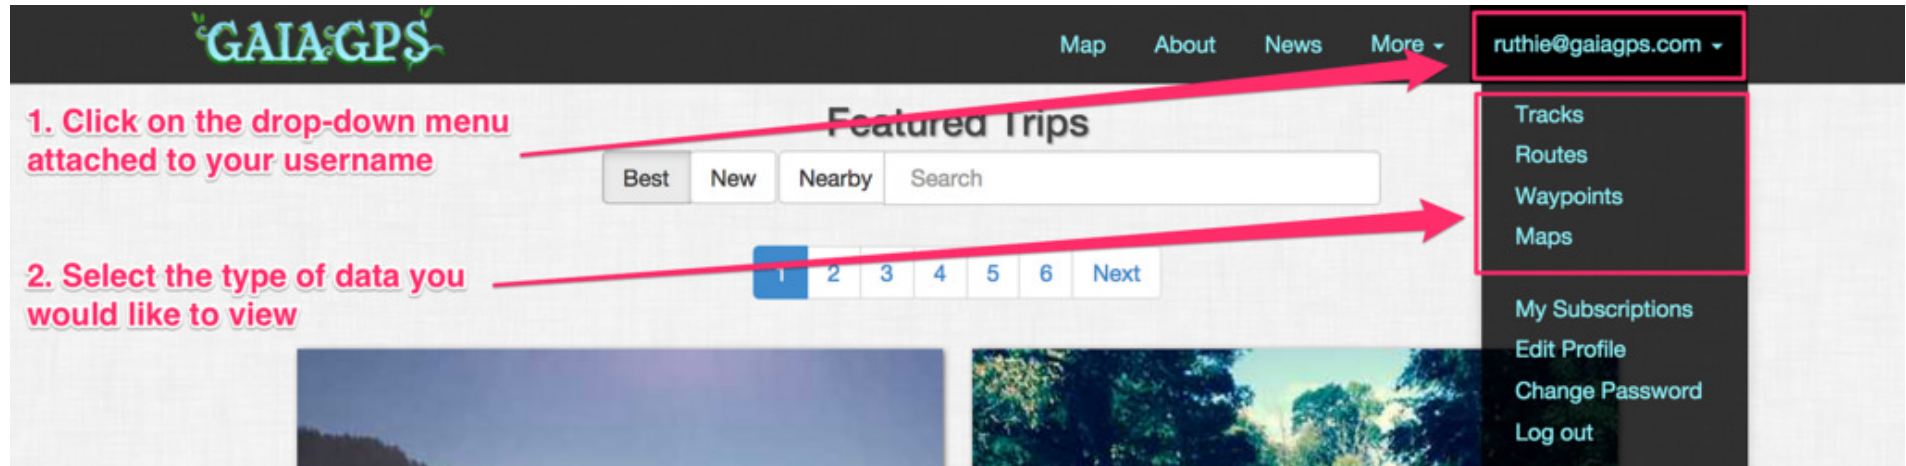 GAIA GPS
Map About News More ruthie@gaiagps.com
1. Click on the drop-down menu
attached to your username
Featured Trips
Best New Nearby Search
Tracks
Routes
Waypoints
Maps
2. Select the type of data you
would like to view
1 2 3 4 5 6 Next
My Subscriptions
Edit Profile
Change Password
Log out